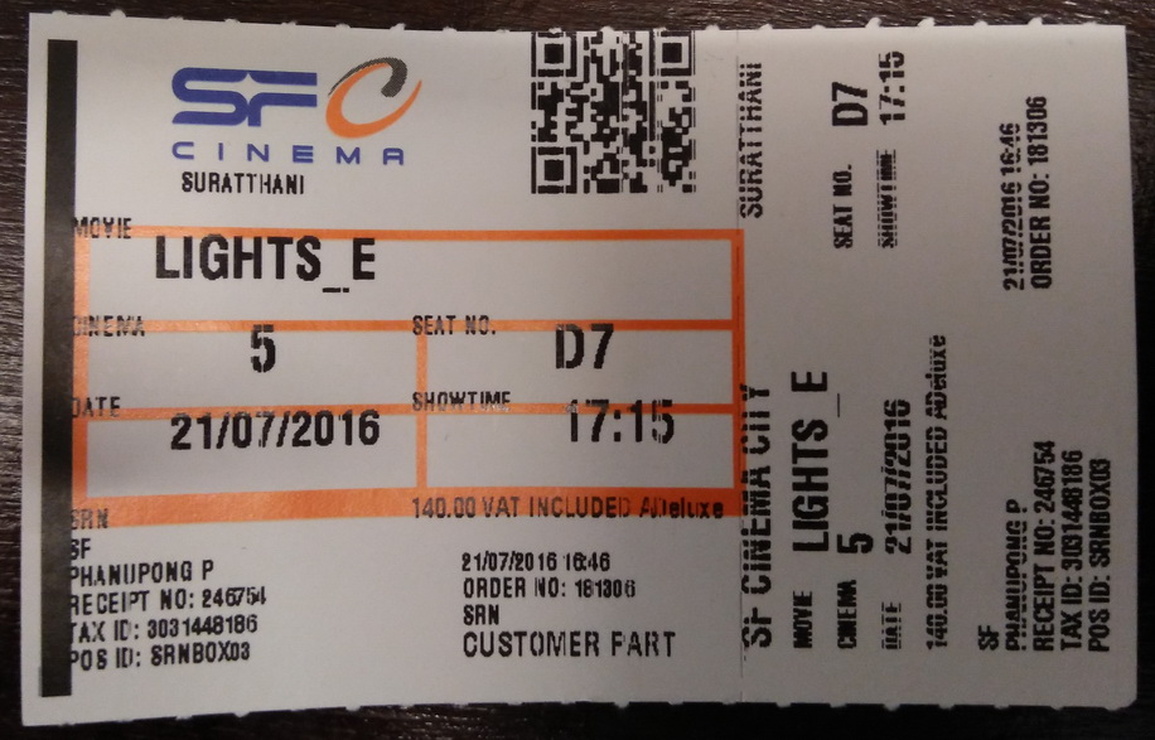 SFC
CINEMA
SURATTHANI
MOVIE
LIGHTS_E
CINEMA
5
SEAT NO.
D7
DATE
21/07/2016
SHOWTIME
17:15
SRN
140.00 VAT INCLUDED ADeluxe
SF
PHANUPONG P
RECEIPT NO: 246754
TAX ID: 3031448186
POS ID: SRNBOX03
21/07/2016 16:46
ORDER NO: 181306
SRN
CUSTOMER PART
SF CINEMA CITY SURATTHANI
MOVIE LIGHTS_E
CINEMA 5 SEAT NO. D7
DATE 21/07/2016 SHOWTIME 17:15
140.00 VAT INCLUDED ADeluxe
SF
PHANUPONG P 21/07/2016 16:46
RECEIPT NO: 246754 ORDER NO: 181306
TAX ID: 3031448186
POS ID: SRNBOX03